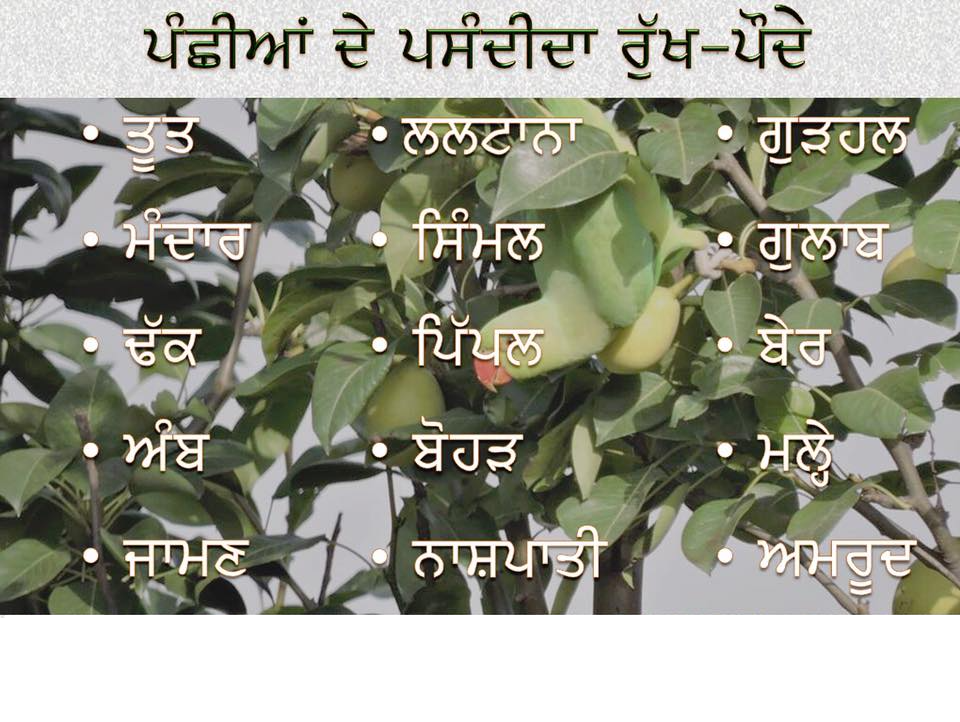 ਪੰਛੀਆਂ ਦੇ ਪਸੰਦੀਦਾ ਰੁੱਖ-ਪੌਦੇ
• ਤੂਤ
• ਮੰਦਾਰ
• ਢੱਕ
• ਅੰਬ
• ਜਾਮਣ
• ਲਲਟਾਨਾ
• ਸਿੰਮਲ
• ਪਿੱਪਲ
• ਬੋਹੜ
• ਨਾਸ਼ਪਾਤੀ
• ਗੁੜਹਲ
• ਗੁਲਾਬ
• ਬੇਰ
• ਮਲ੍ਹੇ
• ਅਮਰੂਦ